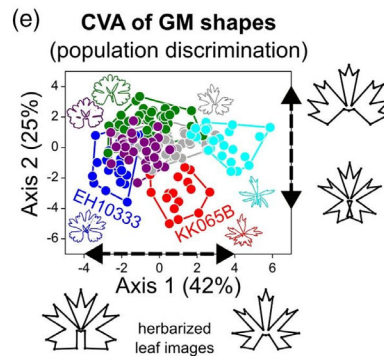 (e)
CVA of GM shapes
(population discrimination)
Axis 2 (25%)
4
2
0
-2
-4
-6
EH10333
KK065B
-4 -2 0 2 4 6
Axis 1 (42%)
herbarized
leaf images